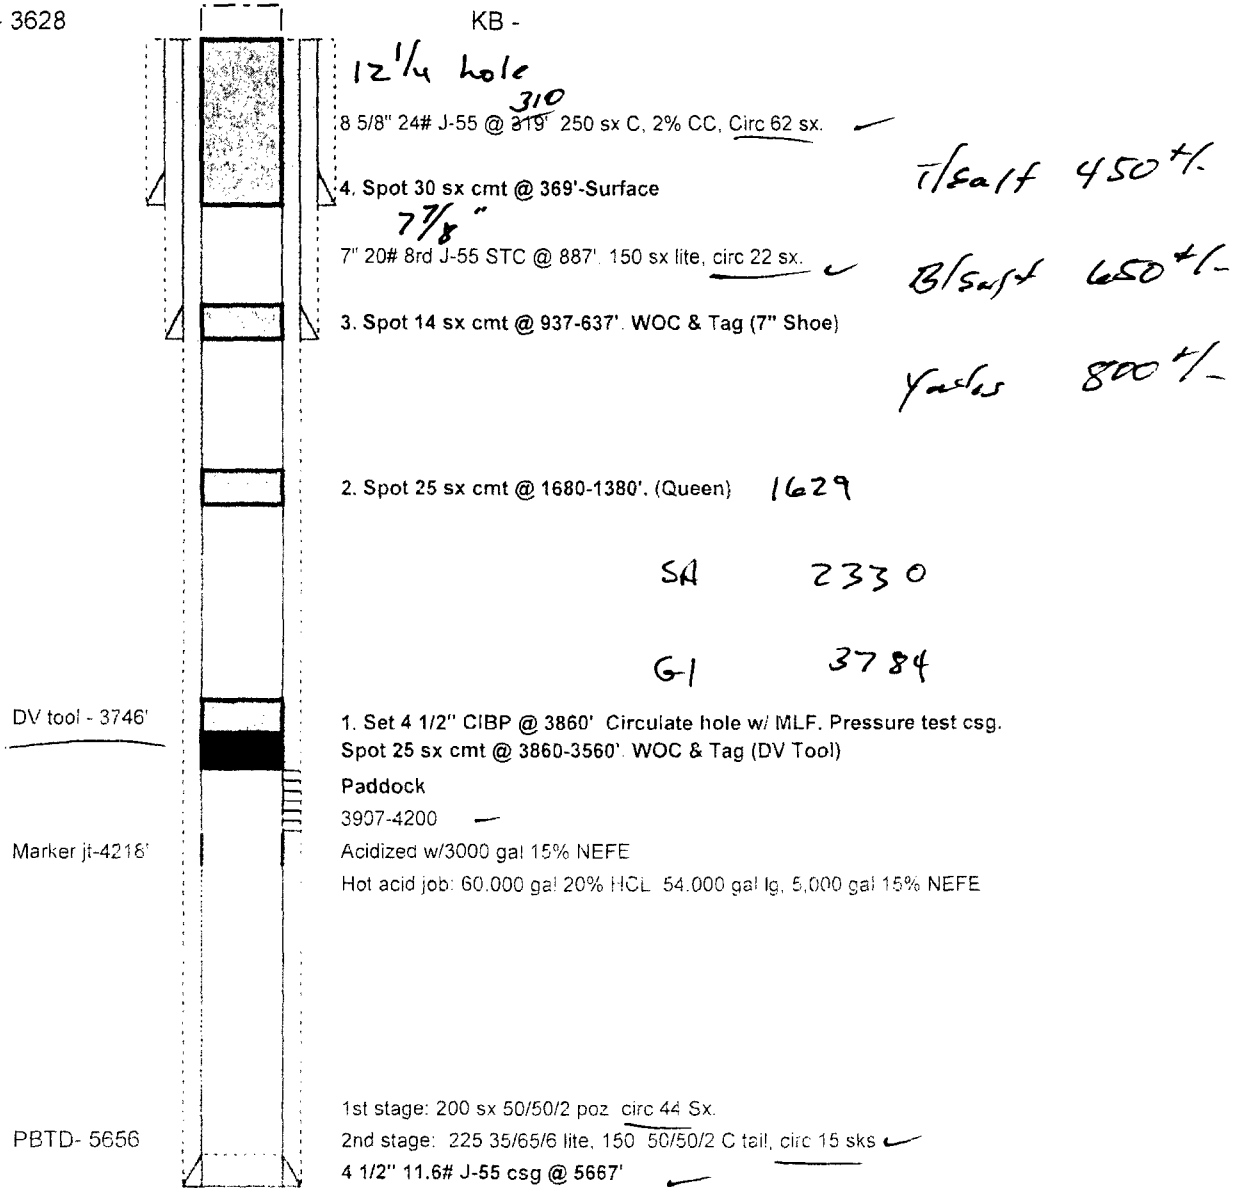 - 3628 KB -
12 1/4 hole
310
8 5/8" 24# J-55 @ 319' 250 sx C, 2% CC, Circ 62 sx.
T/Salt 450 +/-
4. Spot 30 sx cmt @ 369'-Surface
7 7/8"
7" 20# 8rd J-55 STC @ 887'. 150 sx lite, circ 22 sx.
B/Salt 650 +/-
3. Spot 14 sx cmt @ 937-637'. WOC & Tag (7" Shoe)
Yates 800 +/-
2. Spot 25 sx cmt @ 1680-1380'. (Queen) 1629
SA 2330
Gl 3784
DV tool - 3746'
1. Set 4 1/2" CIBP @ 3860' Circulate hole w/ MLF. Pressure test csg.
Spot 25 sx cmt @ 3860-3560'. WOC & Tag (DV Tool)
Paddock
3907-4200
Marker jt-4218' Acidized w/3000 gal 15% NEFE
Hot acid job: 60.000 gal 20% HCL 54.000 gal lg, 5,000 gal 15% NEFE
1st stage: 200 sx 50/50/2 poz circ 44 Sx.
PBTD- 5656 2nd stage: 225 35/65/6 lite, 150 50/50/2 C tail, circ 15 sks
4 1/2" 11.6# J-55 csg @ 5667'